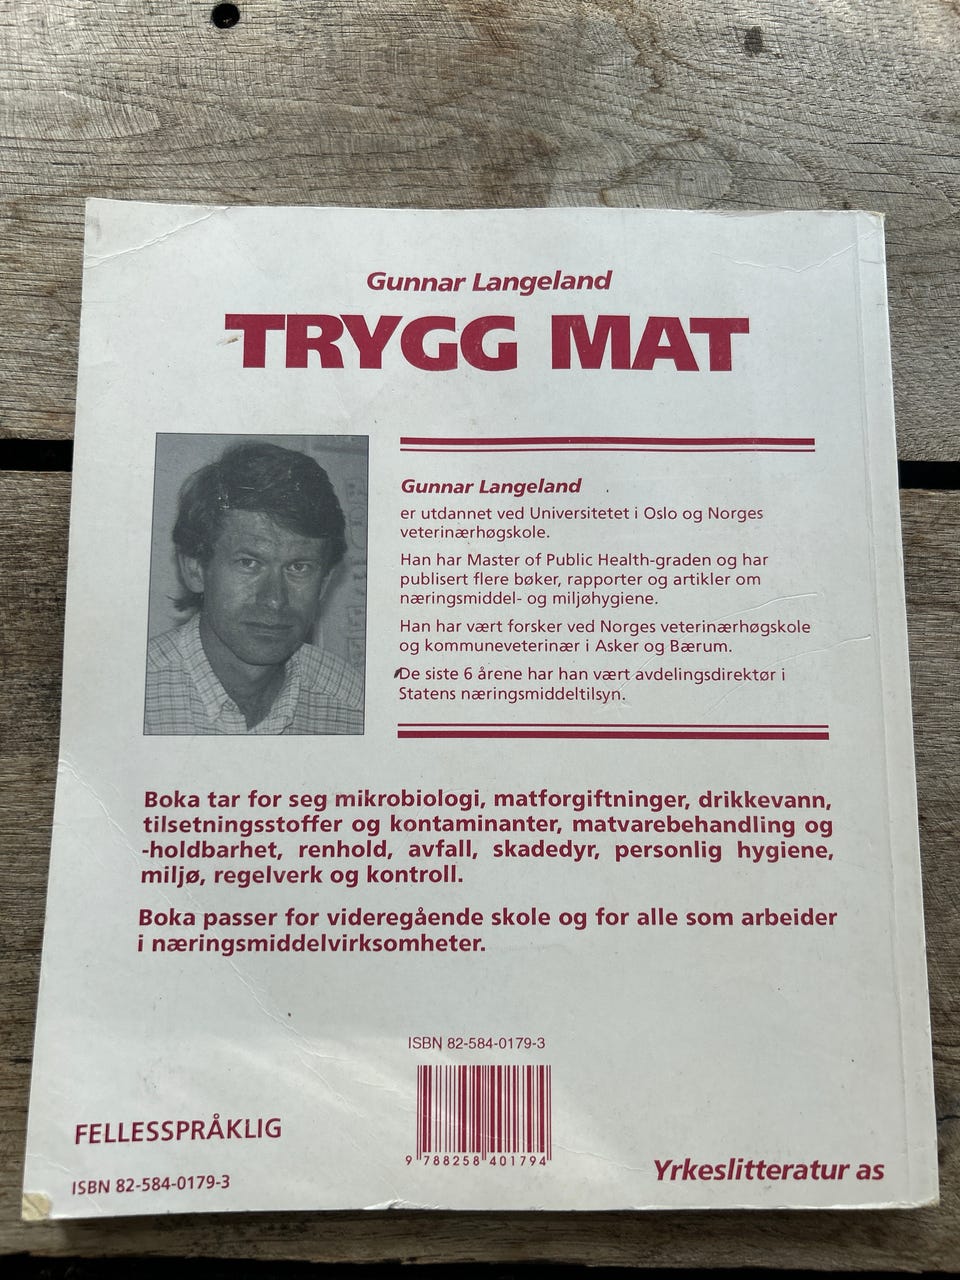 Gunnar Langeland
TRYGG MAT
Gunnar Langeland
er utdannet ved Universitetet i Oslo og Norges
veterinærhøgskole.
Han har Master of Public Health-graden og har
publisert flere bøker, rapporter og artikler om
næringsmiddel- og miljøhygiene.
Han har vært forsker ved Norges veterinærhøgskole
og kommuneveterinær i Asker og Bærum.
De siste 6 årene har han vært avdelingsdirektør i
Statens næringsmiddeltilsyn.
Boka tar for seg mikrobiologi, matforgiftninger, drikkevann,
tilsetningsstoffer og kontaminanter, matvarebehandling og
-holdbarhet, renhold, avfall, skadedyr, personlig hygiene,
miljø, regelverk og kontroll.
Boka passer for videregående skole og for alle som arbeider
i næringsmiddelvirksomheter.
ISBN 82-584-0179-3
9 788258 401794
FELLESSPRÅKLIG
ISBN 82-584-0179-3
Yrkeslitteratur as